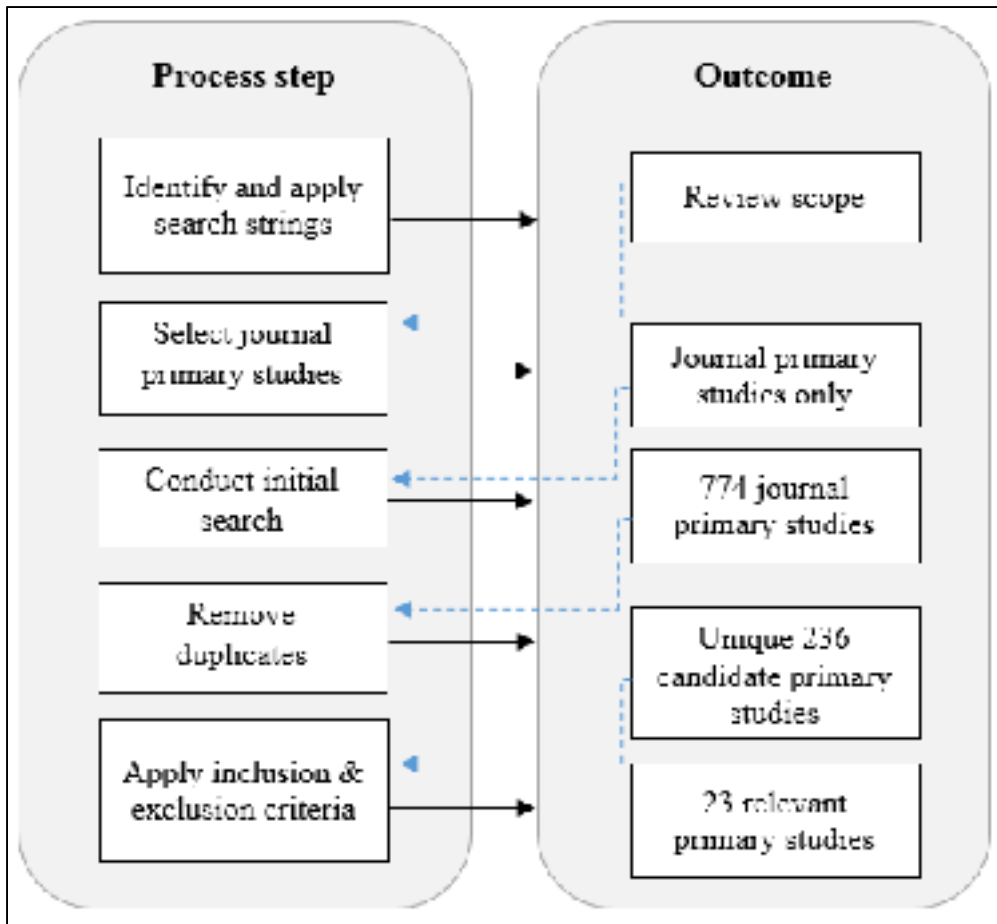 Process step
Identify and apply
search strings
Select journal
primary studies
Conduct initial
search
Remove
duplicates
Apply inclusion &
exclusion criteria
Outcome
Review scope
Journal primary
studies only
774 journal
primary studies
Unique 236
candidate primary
studies
23 relevant
primary studies